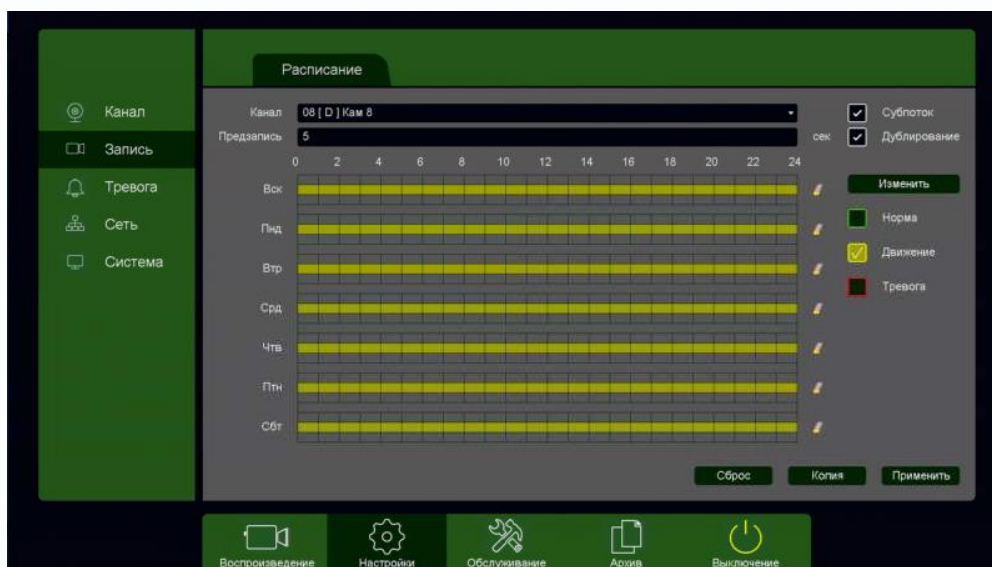 Расписание
Канал
Запись
Тревога
Сеть
Система
Канал 08 [ D ] Кам 8 Субпоток
Предзапись 5 сек Дублирование
0 2 4 6 8 10 12 14 16 18 20 22 24
Вск Изменить
Пнд Норма
Втр Движение
Срд Тревога
Чтв
Птн
Сбт
Сброс Копия Применить
Воспроизведение Настройки Обслуживание Архив Выключение